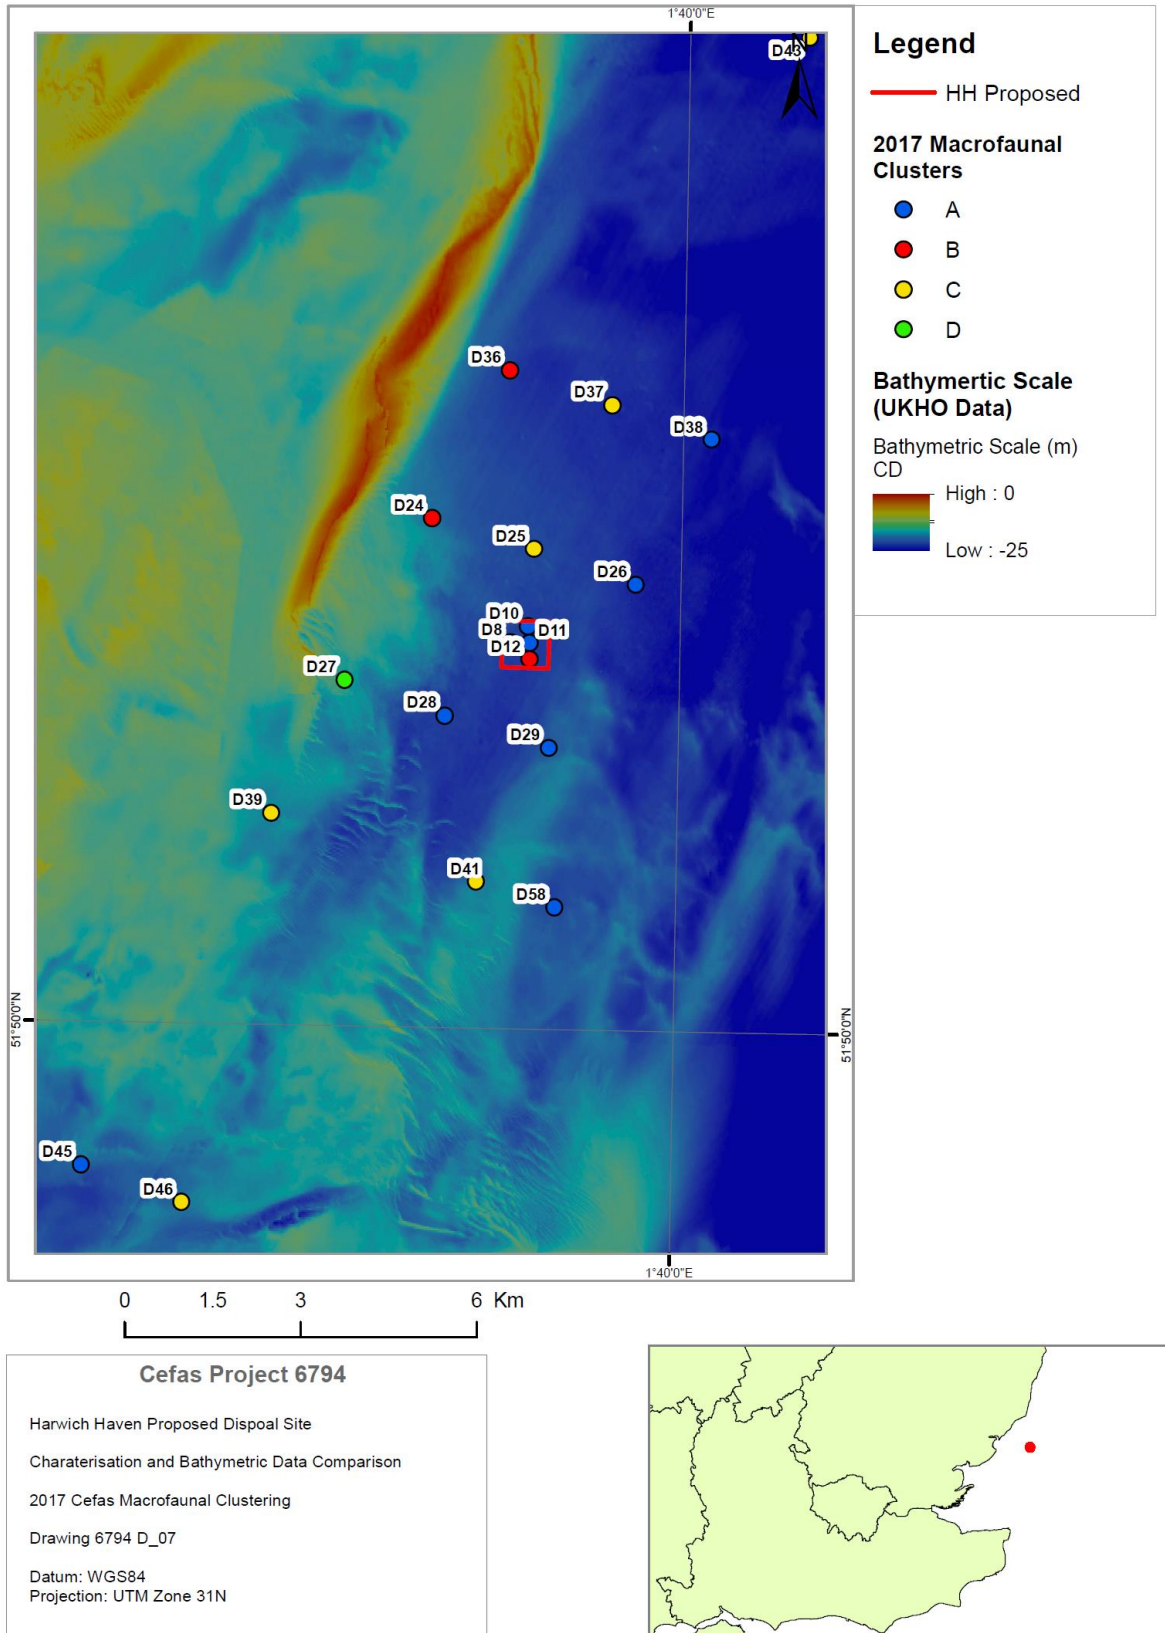 1°40'0"E
D43
N
D36
D37
D38
D24
D25
D26
D10
D8
D11
D12
D27
D28
D29
D39
D41
D58
51°50'0"N
51°50'0"N
D45
D46
1°40'0"E
Legend
HH Proposed
2017 Macrofaunal
Clusters
A
B
C
D
Bathymertic Scale
(UKHO Data)
Bathymetric Scale (m)
CD
High : 0
Low : -25
0 1.5 3 6 Km
Cefas Project 6794
Harwich Haven Proposed Dispoal Site
Charaterisation and Bathymetric Data Comparison
2017 Cefas Macrofaunal Clustering
Drawing 6794 D_07
Datum: WGS84
Projection: UTM Zone 31N